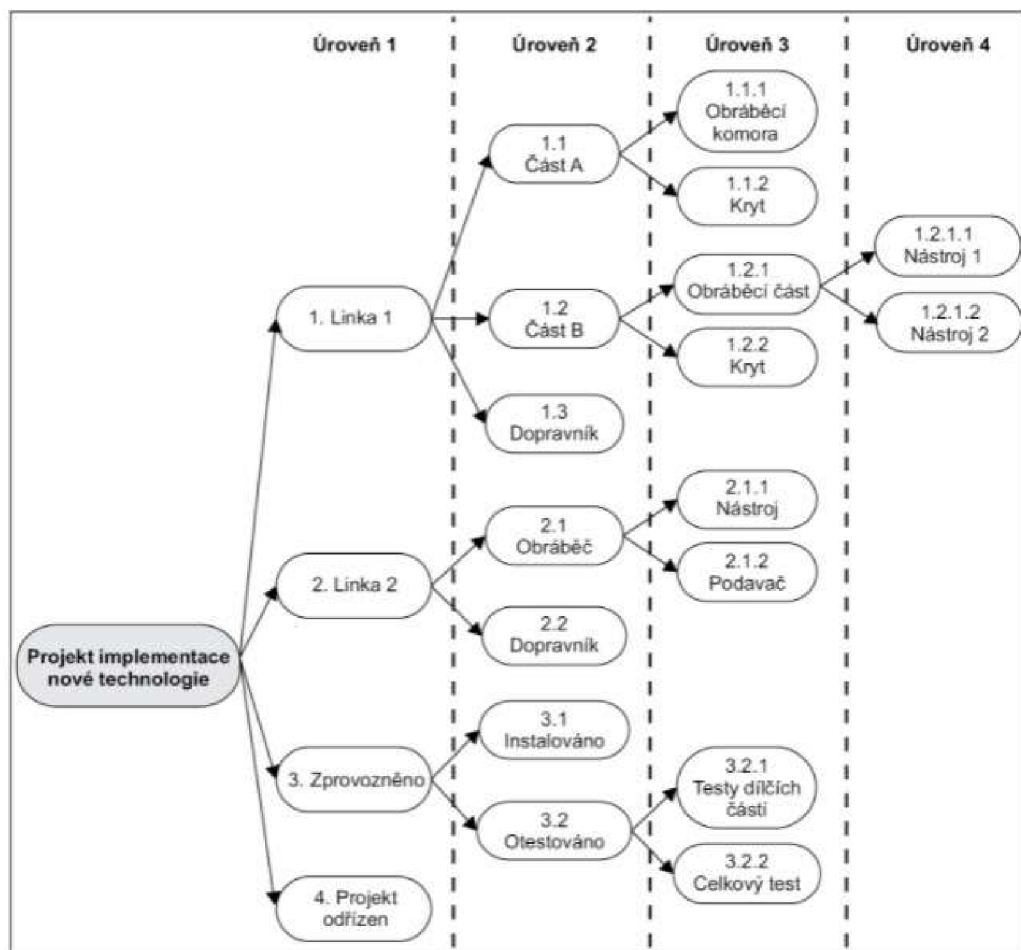 Úroveň 1
Úroveň 2
Úroveň 3
Úroveň 4
1.1.1
Obráběcí
komora
1.1
Část A
1.1.2
Kryt
1.2.1.1
Nástroj 1
1.2.1
Obráběcí část
1. Linka 1
1.2
Část B
1.2.1.2
Nástroj 2
1.2.2
Kryt
1.3
Dopravník
2.1.1
Nástroj
2.1
Obráběč
2.1.2
Podavač
2. Linka 2
2.2
Dopravník
Projekt implementace
nové technologie
3.1
Instalováno
3. Zprovozněno
3.2.1
Testy dílčích
částí
3.2
Otestováno
3.2.2
Celkový test
4. Projekt
odřízen